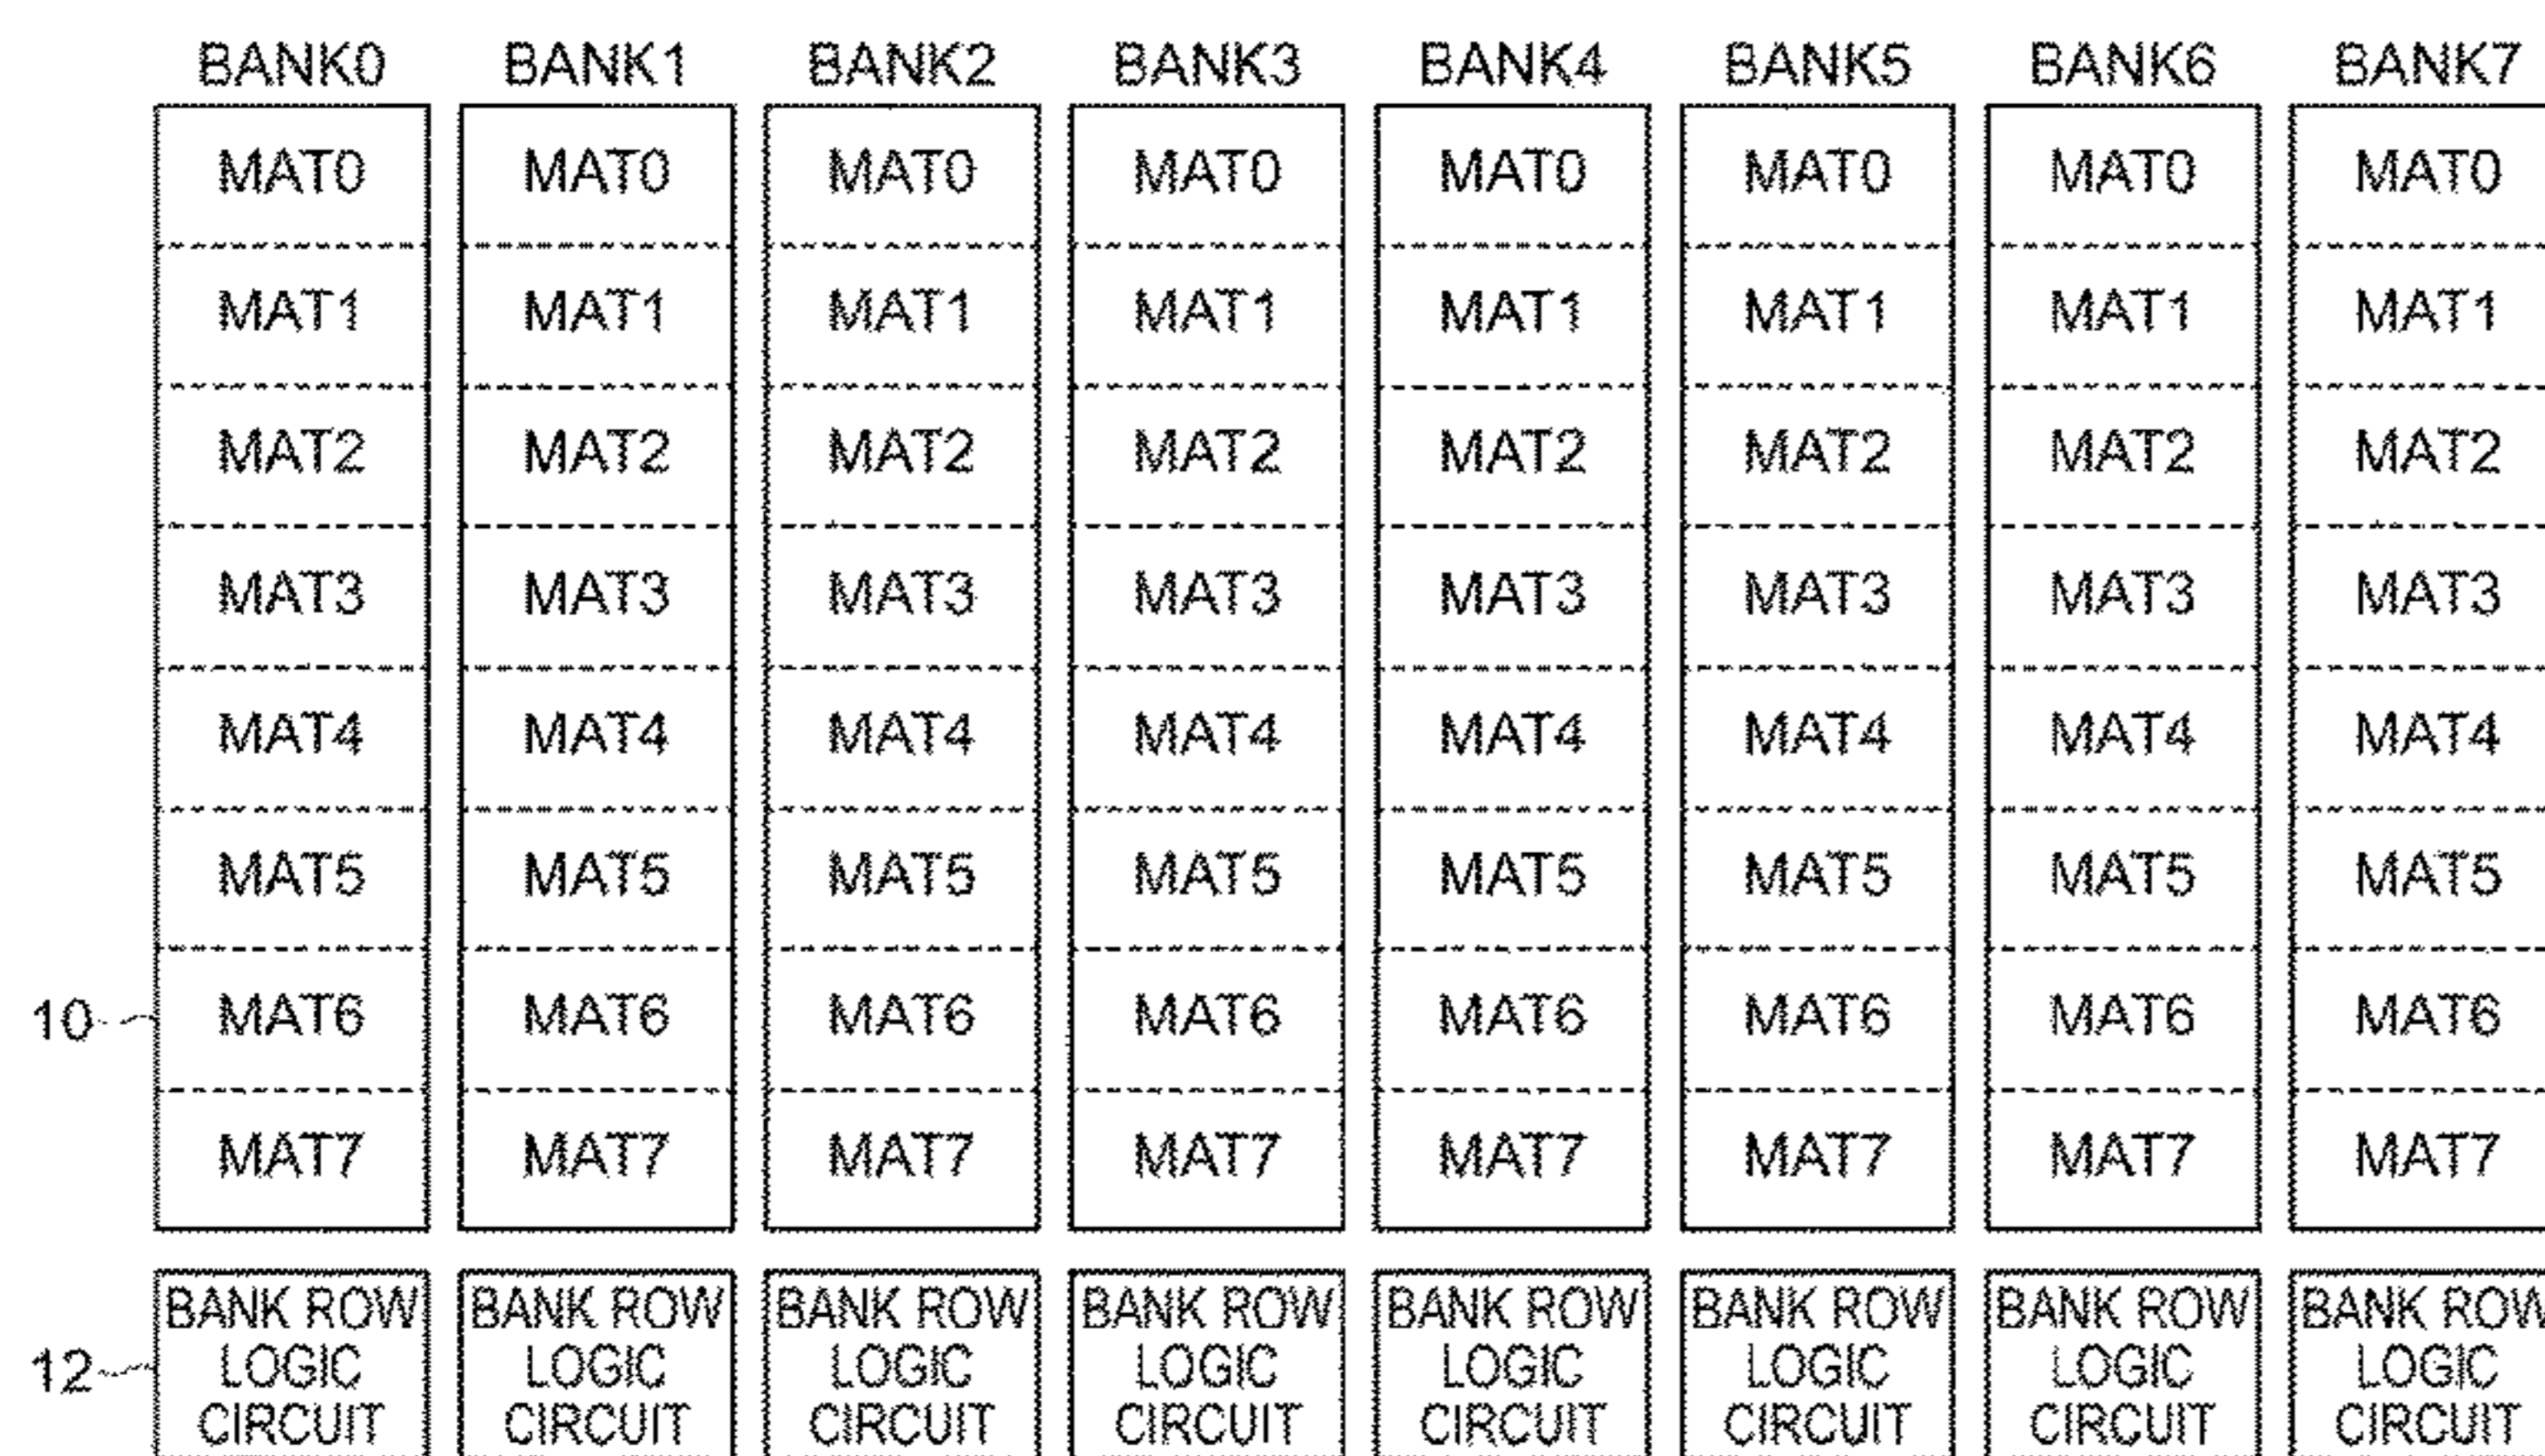 BANK0 BANK1 BANK2 BANK3 BANK4 BANK5 BANK6 BANK7
MAT0 MAT0 MAT0 MAT0 MAT0 MAT0 MAT0 MAT0
MAT1 MAT1 MAT1 MAT1 MAT1 MAT1 MAT1 MAT1
MAT2 MAT2 MAT2 MAT2 MAT2 MAT2 MAT2 MAT2
MAT3 MAT3 MAT3 MAT3 MAT3 MAT3 MAT3 MAT3
MAT4 MAT4 MAT4 MAT4 MAT4 MAT4 MAT4 MAT4
MAT5 MAT5 MAT5 MAT5 MAT5 MAT5 MAT5 MAT5
10 MAT6 MAT6 MAT6 MAT6 MAT6 MAT6 MAT6 MAT6
MAT7 MAT7 MAT7 MAT7 MAT7 MAT7 MAT7 MAT7
BANK ROW BANK ROW BANK ROW BANK ROW BANK ROW BANK ROW BANK ROW BANK ROW
12 LOGIC LOGIC LOGIC LOGIC LOGIC LOGIC LOGIC LOGIC
CIRCUIT CIRCUIT CIRCUIT CIRCUIT CIRCUIT CIRCUIT CIRCUIT CIRCUIT